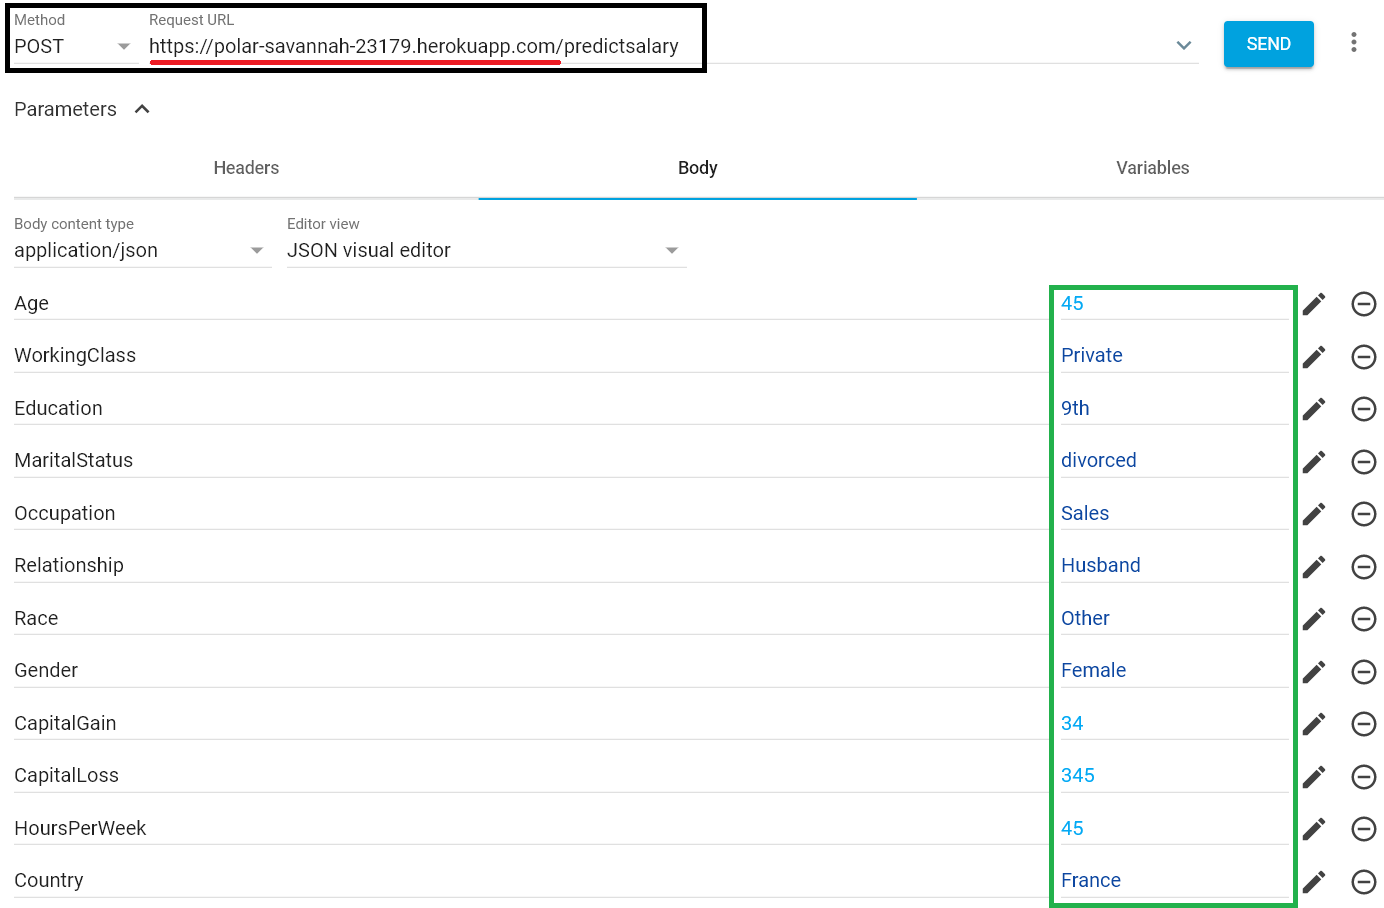 Method Request URL
POST https://polar-savannah-23179.herokuapp.com/predictsalary SEND
Parameters
Headers Body Variables
Body content type Editor view
application/json JSON visual editor
Age 45
WorkingClass Private
Education 9th
MaritalStatus divorced
Occupation Sales
Relationship Husband
Race Other
Gender Female
CapitalGain 34
CapitalLoss 345
HoursPerWeek 45
Country France